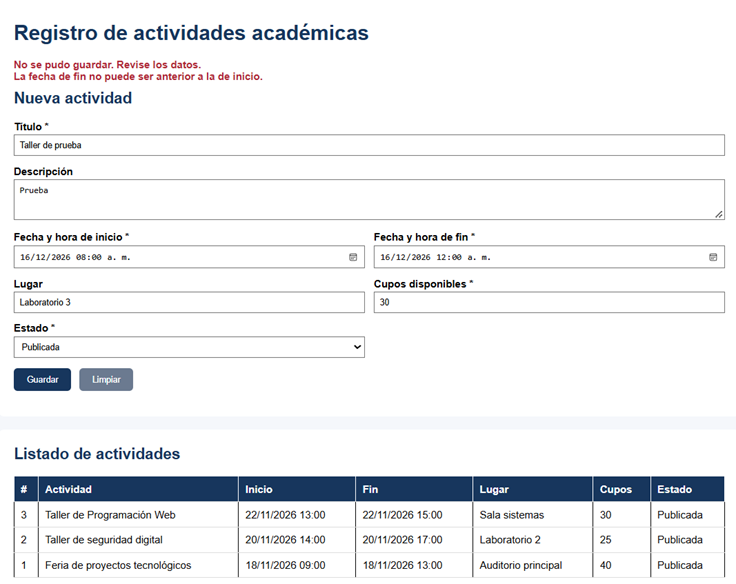 Registro de actividades académicas
No se pudo guardar. Revise los datos.
La fecha de fin no puede ser anterior a la de inicio.
Nueva actividad
Título *
Taller de prueba
Descripción
Prueba
Fecha y hora de inicio * Fecha y hora de fin *
16/12/2026 08:00 a. m. 16/12/2026 12:00 a. m.
Lugar Cupos disponibles *
Laboratorio 3 30
Estado *
Publicada
Guardar Limpiar
Listado de actividades
# Actividad Inicio Fin Lugar Cupos Estado
3 Taller de Programación Web 22/11/2026 13:00 22/11/2026 15:00 Sala sistemas 30 Publicada
2 Taller de seguridad digital 20/11/2026 14:00 20/11/2026 17:00 Laboratorio 2 25 Publicada
1 Feria de proyectos tecnológicos 18/11/2026 09:00 18/11/2026 13:00 Auditorio principal 40 Publicada